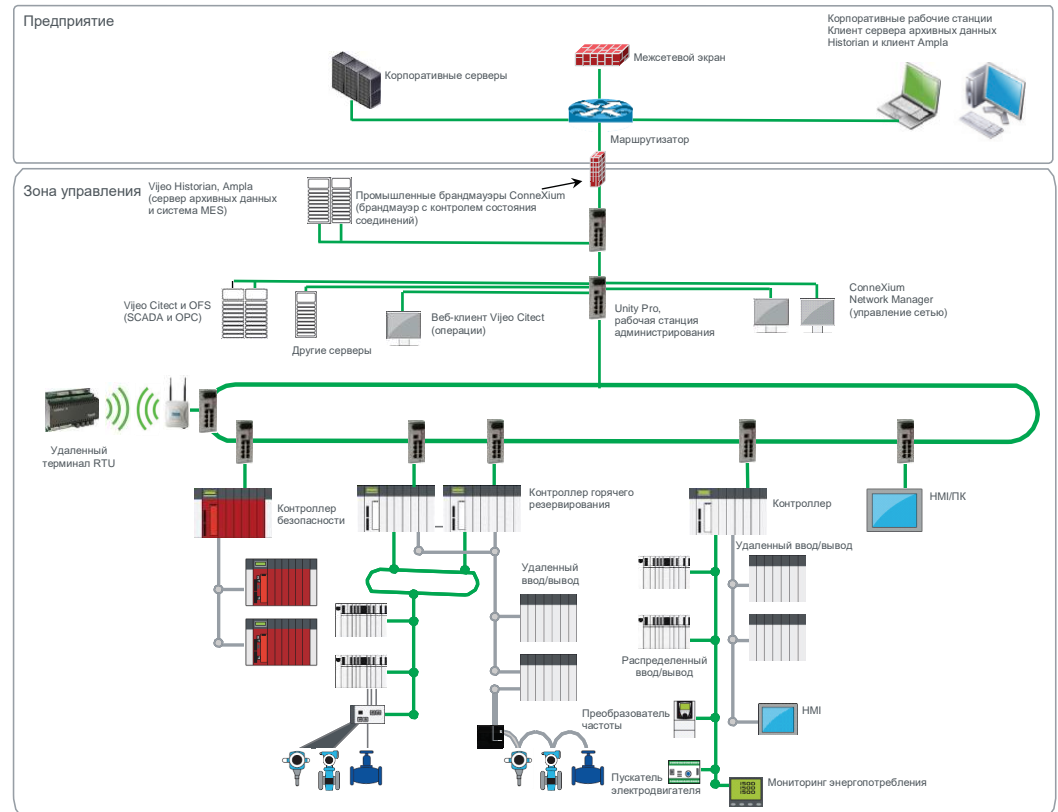 Предприятие
Корпоративные рабочие станции
Клиент сервера архивных данных
Historian и клиент Ampla
Межсетевой экран
Корпоративные серверы
Маршрутизатор
Зона управления
Vijeo Historian, Ampla
(сервер архивных данных
и система MES)
Промышленные брандмауэры ConneXium
(брандмауэр с контролем состояния
соединений)
Vijeo Citect и OFS
(SCADA и OPC)
Другие серверы
Веб-клиент Vijeo Citect
(операции)
Unity Pro,
рабочая станция
администрирования
ConneXium
Network Manager
(управление сетью)
Удаленный
терминал RTU
Контроллер
безопасности
Контроллер горячего
резервирования
Контроллер
HMI/ПК
Удаленный
ввод/вывод
Удаленный ввод/вывод
Распределенный
ввод/вывод
Преобразователь
частоты
HMI
Пускатель
электродвигателя
1500
1500
1500
Мониторинг энергопотребления